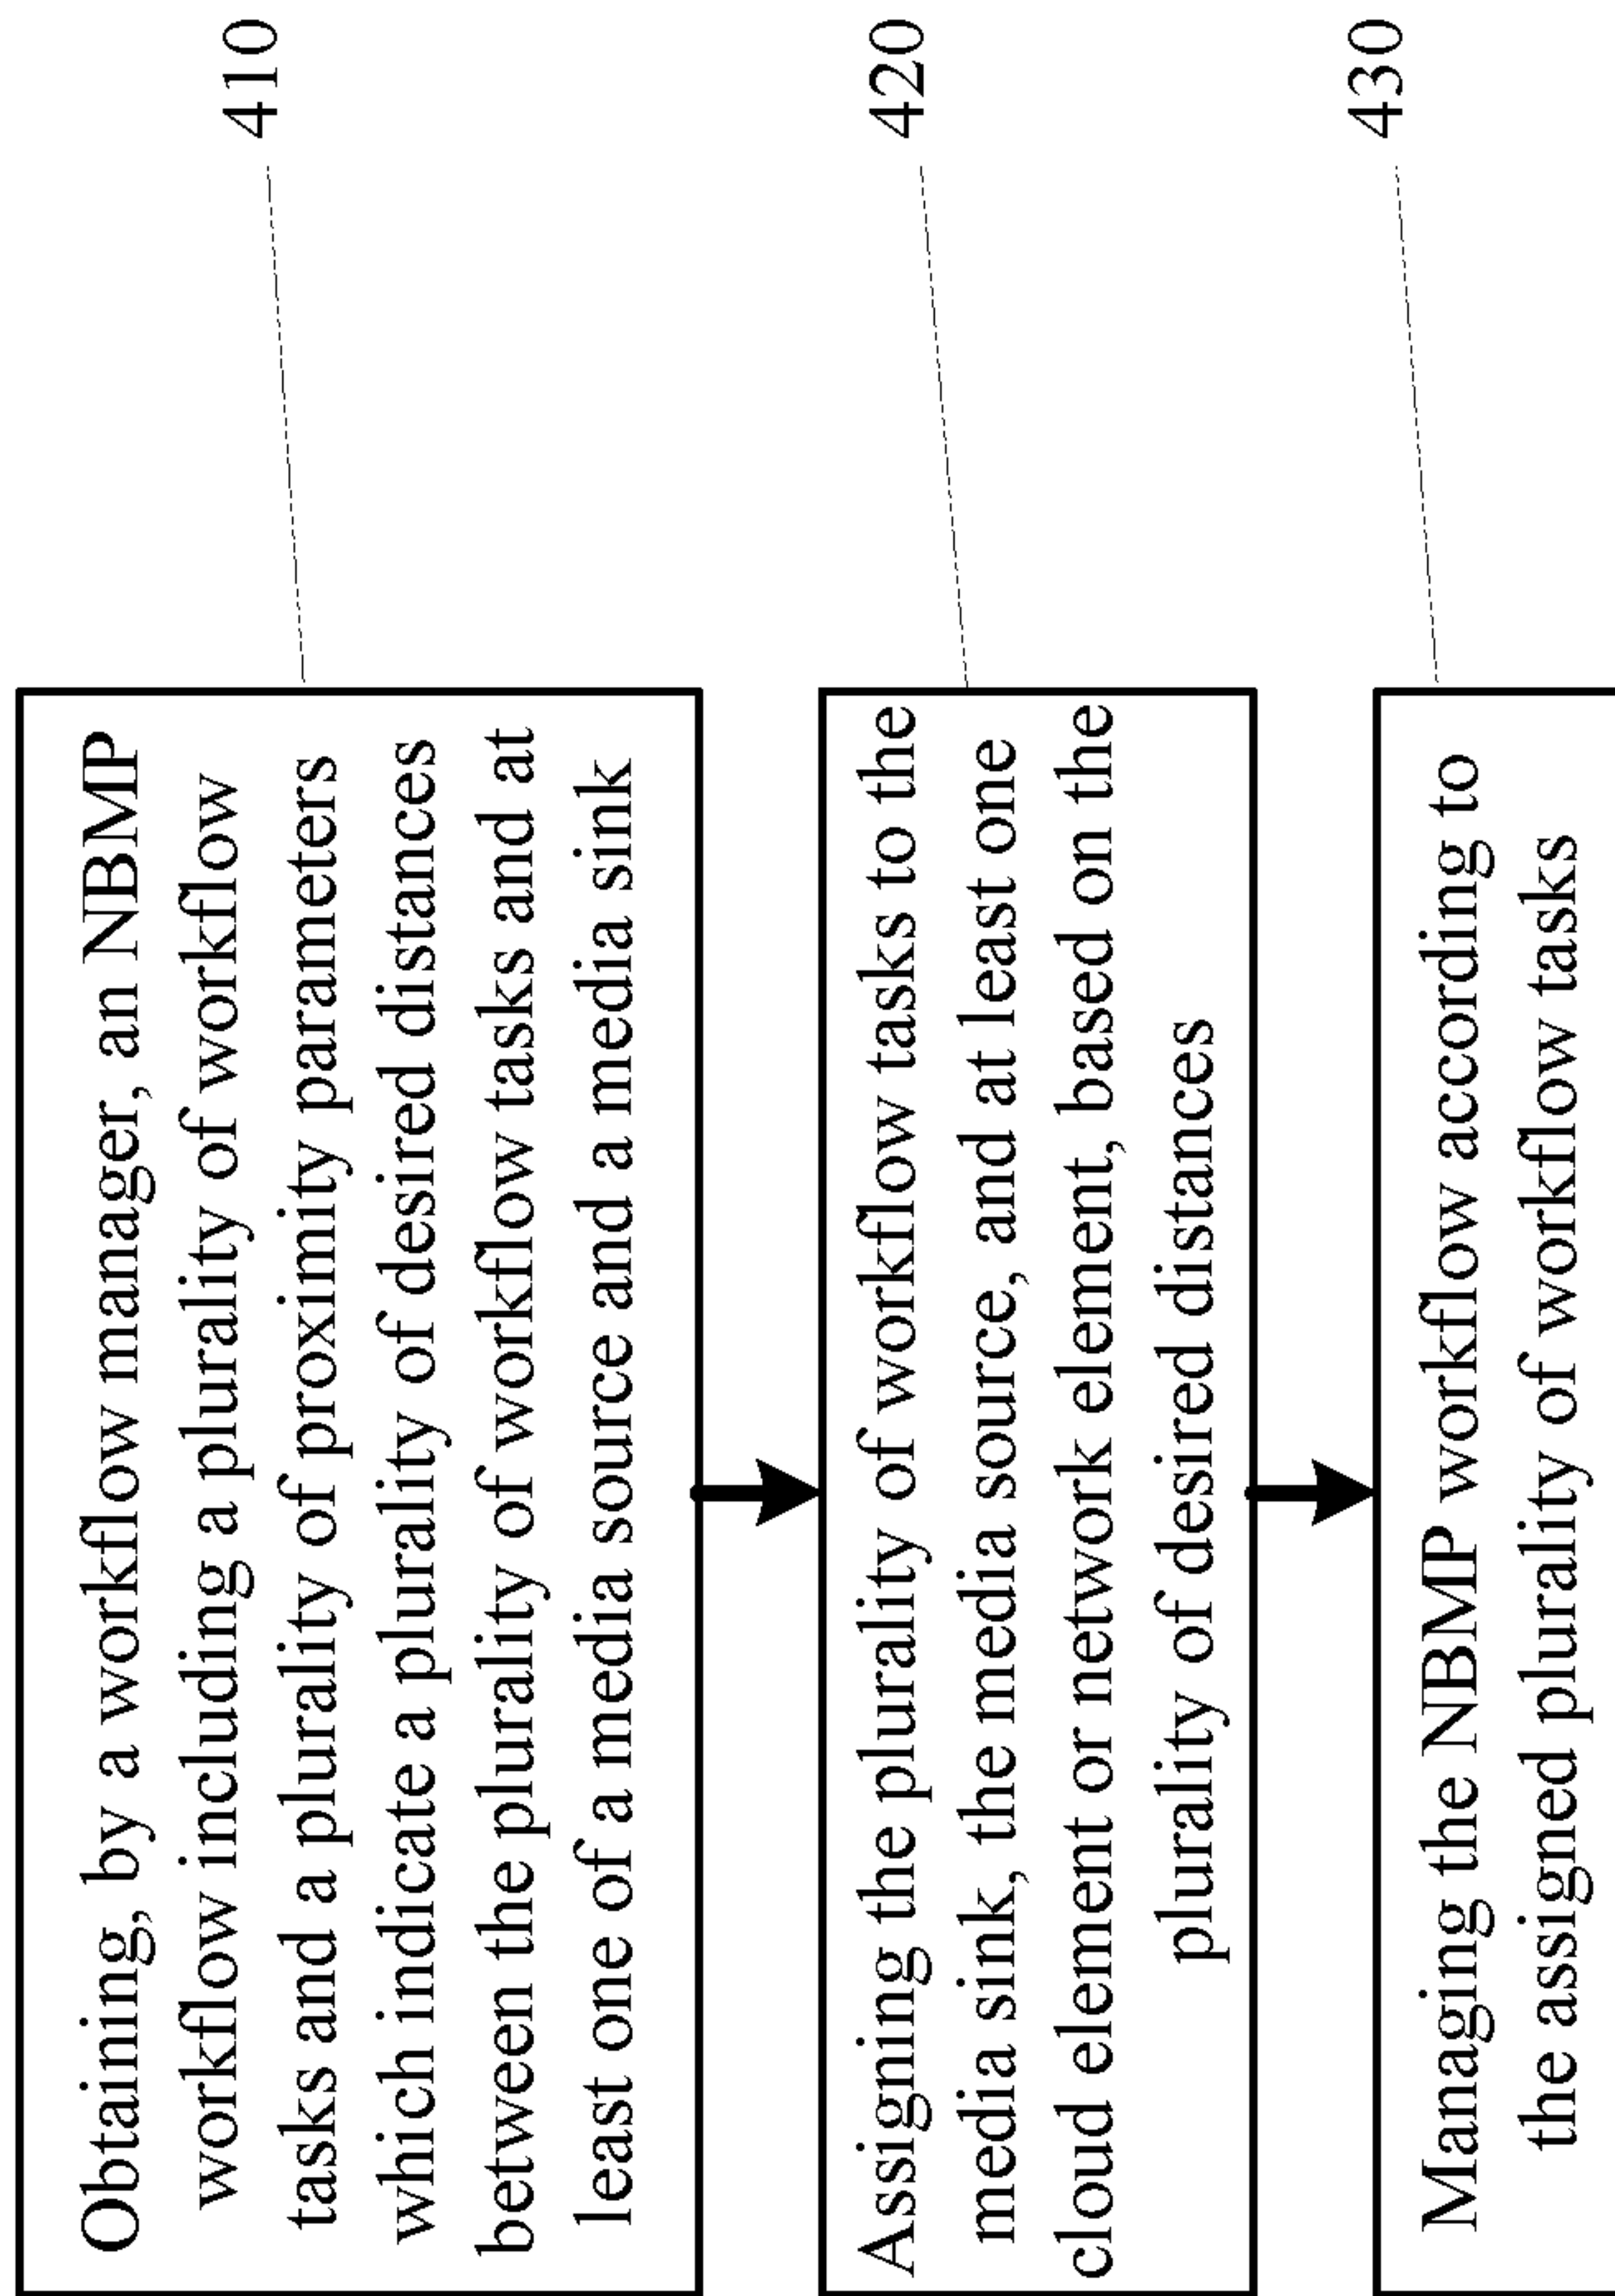 Obtaining, by a workflow manager, an NBMP
workflow including a plurality of workflow
tasks and a plurality of proximity parameters
which indicate a plurality of desired distances
between the plurality of workflow tasks and at
least one of a media source and a media sink
410
Assigning the plurality of workflow tasks to the
media sink, the media source, and at least one
cloud element or network element, based on the
plurality of desired distances
420
Managing the NBMP workflow according to
the assigned plurality of workflow tasks
430